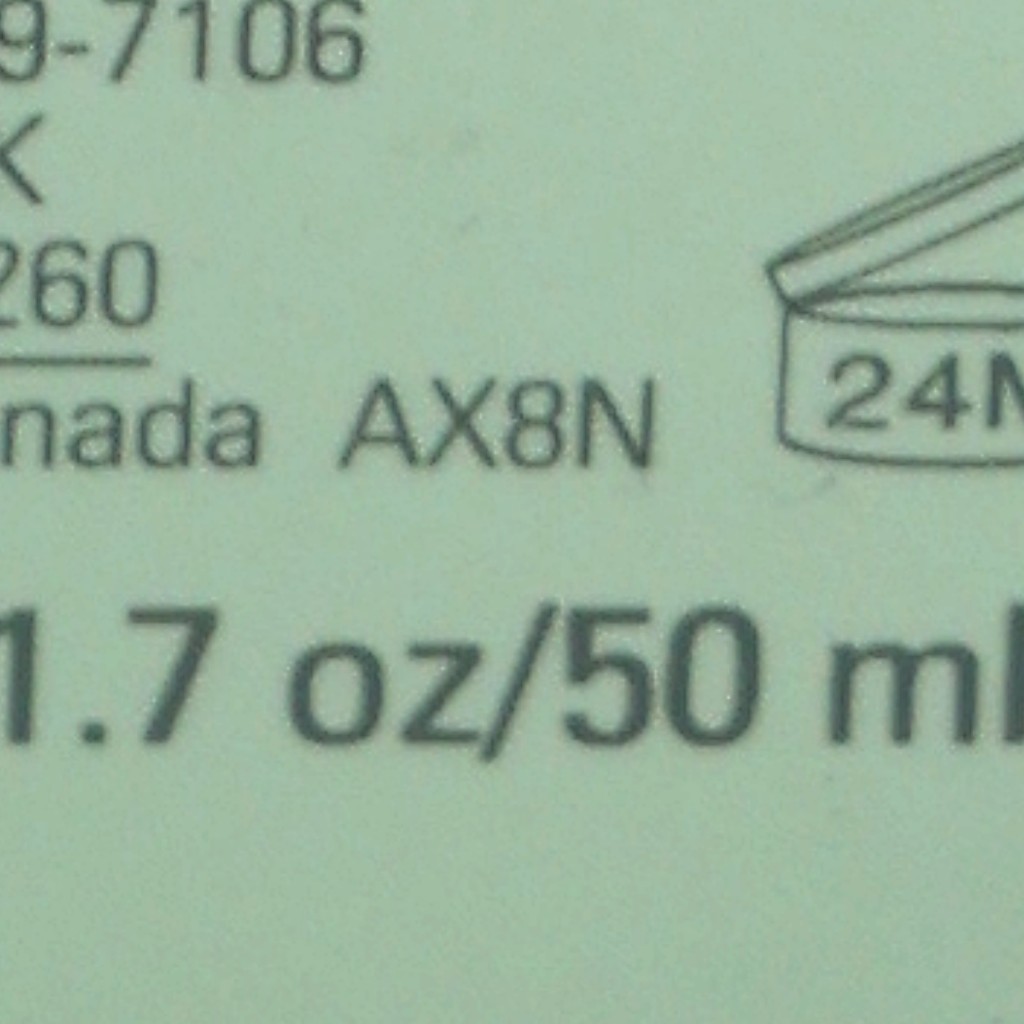 9-7106
K
260
nada AX8N
24M
1.7 oz/50 ml